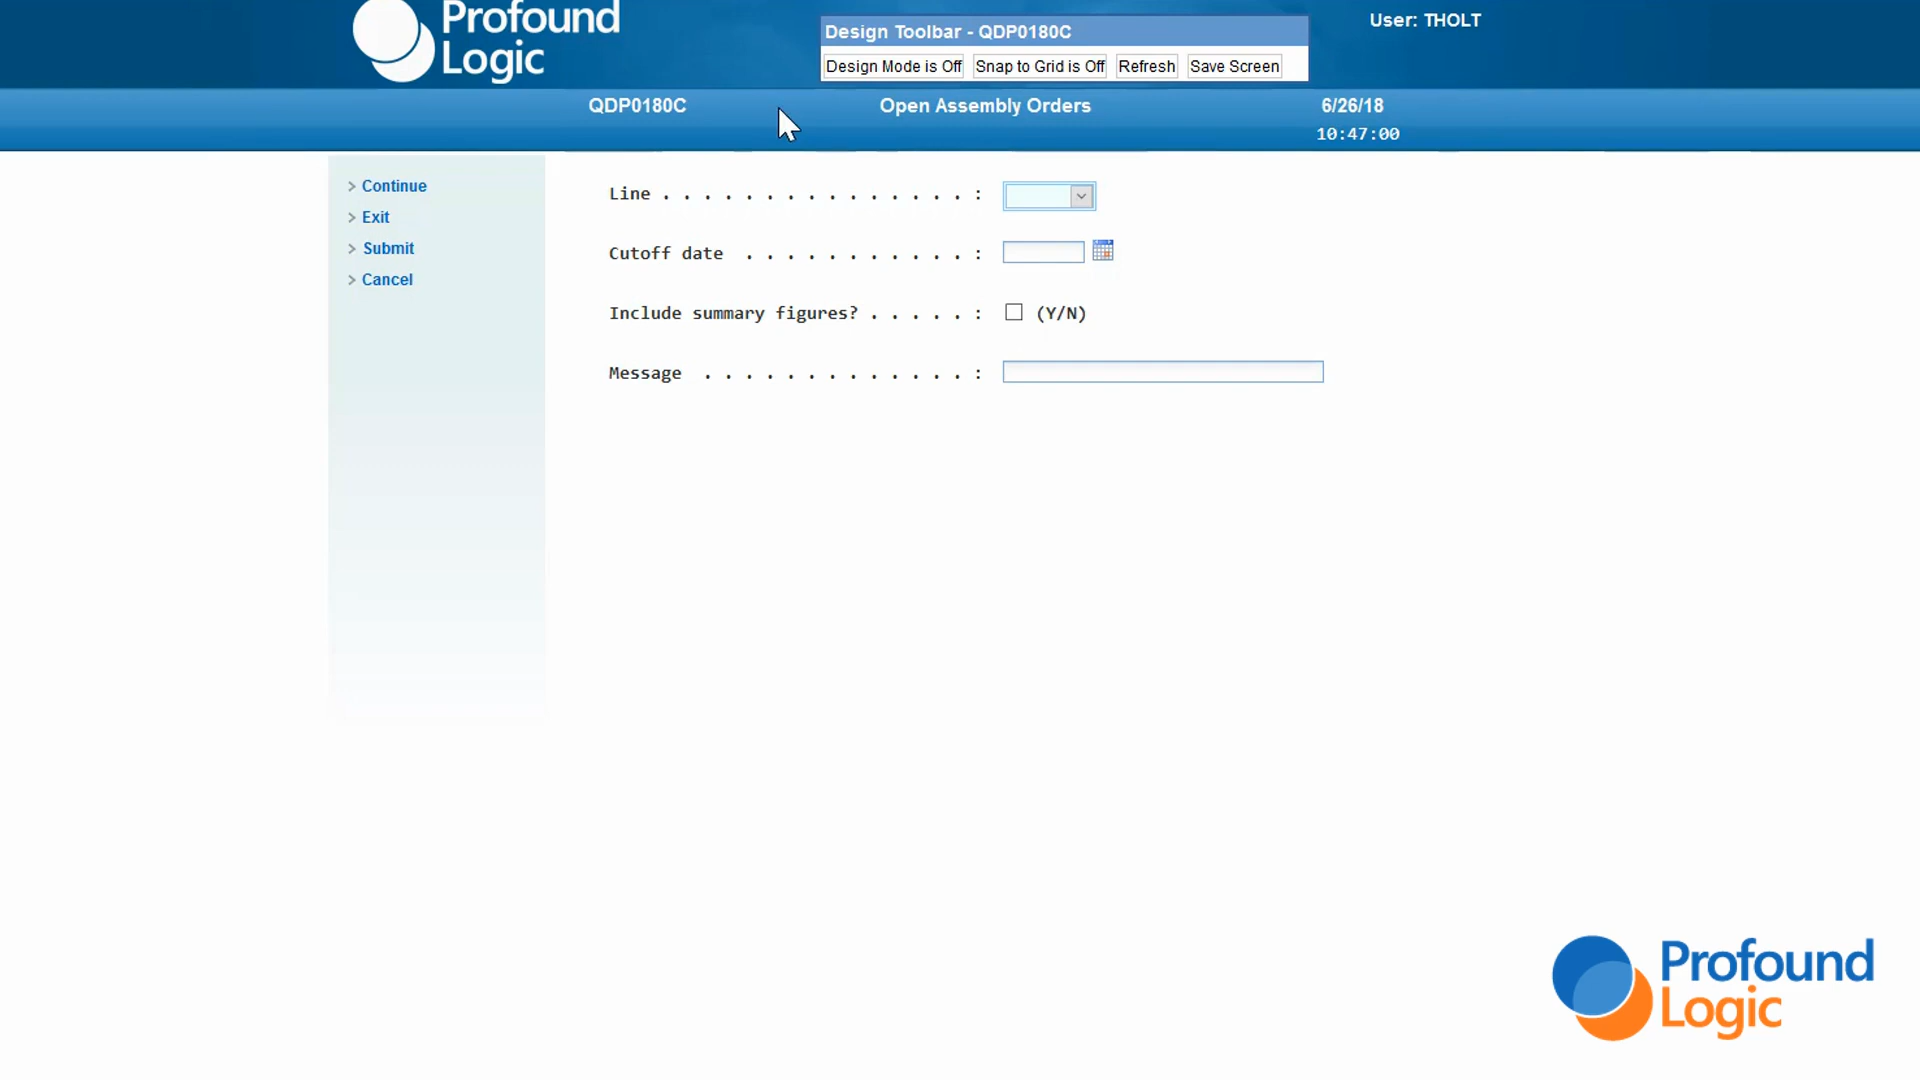 Profound
Logic
Design Toolbar - QDP0180C
Design Mode is Off Snap to Grid is Off Refresh Save Screen
User: THOLT
QDP0180C Open Assembly Orders 6/26/18
10:47:00
> Continue
> Exit
> Submit
> Cancel
Line . . . . . . . . . . . . . . . :
Cutoff date . . . . . . . . . . . :
Include summary figures? . . . . . : (Y/N)
Message . . . . . . . . . . . . . :
Profound
Logic